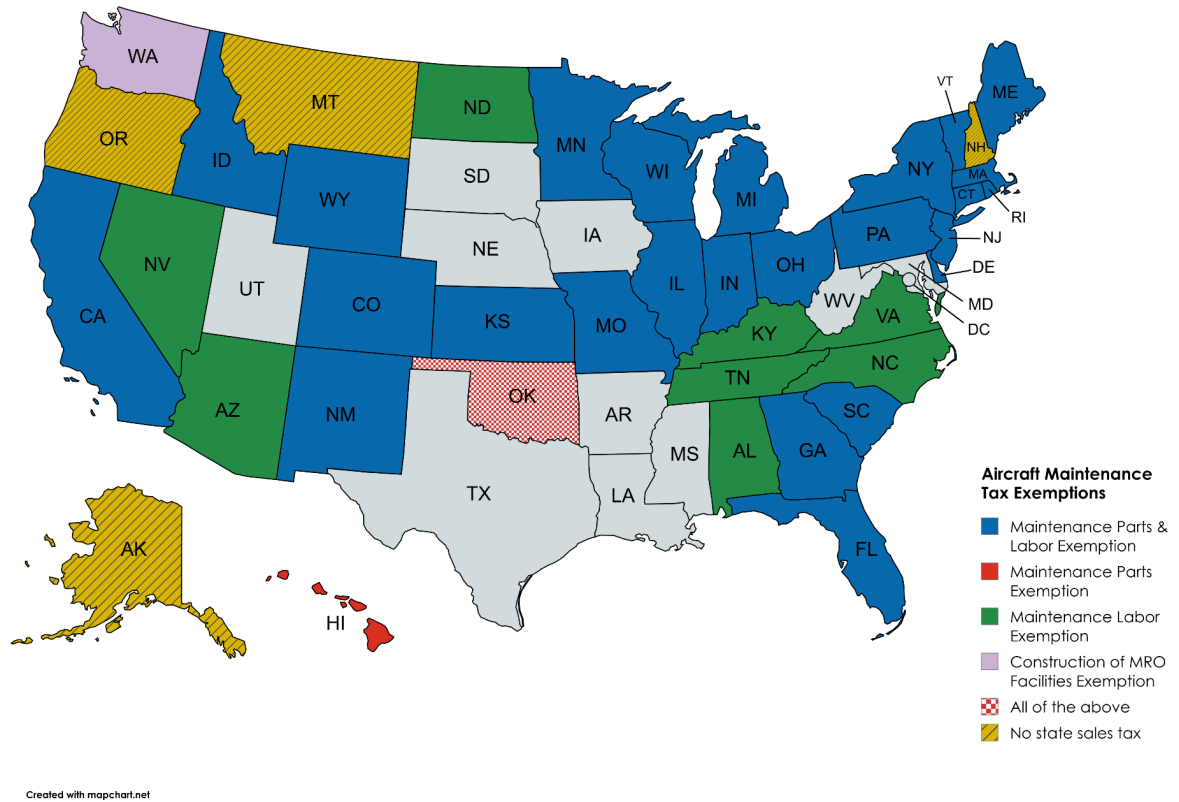 WA
MT
ND
MN
ME
VT
OR
ID
SD
WI
MI
NY
NH
MA
CT
RI
WY
NE
IA
PA
NJ
NV
UT
CO
KS
IL
IN
OH
WV
DE
MD
DC
CA
MO
KY
VA
NC
TN
AZ
NM
OK
AR
SC
MS
AL
GA
TX
LA
FL
AK
HI
Aircraft Maintenance
Tax Exemptions
Maintenance Parts &
Labor Exemption
Maintenance Parts
Exemption
Maintenance Labor
Exemption
Construction of MRO
Facilities Exemption
All of the above
No state sales tax
Created with mapchart.net